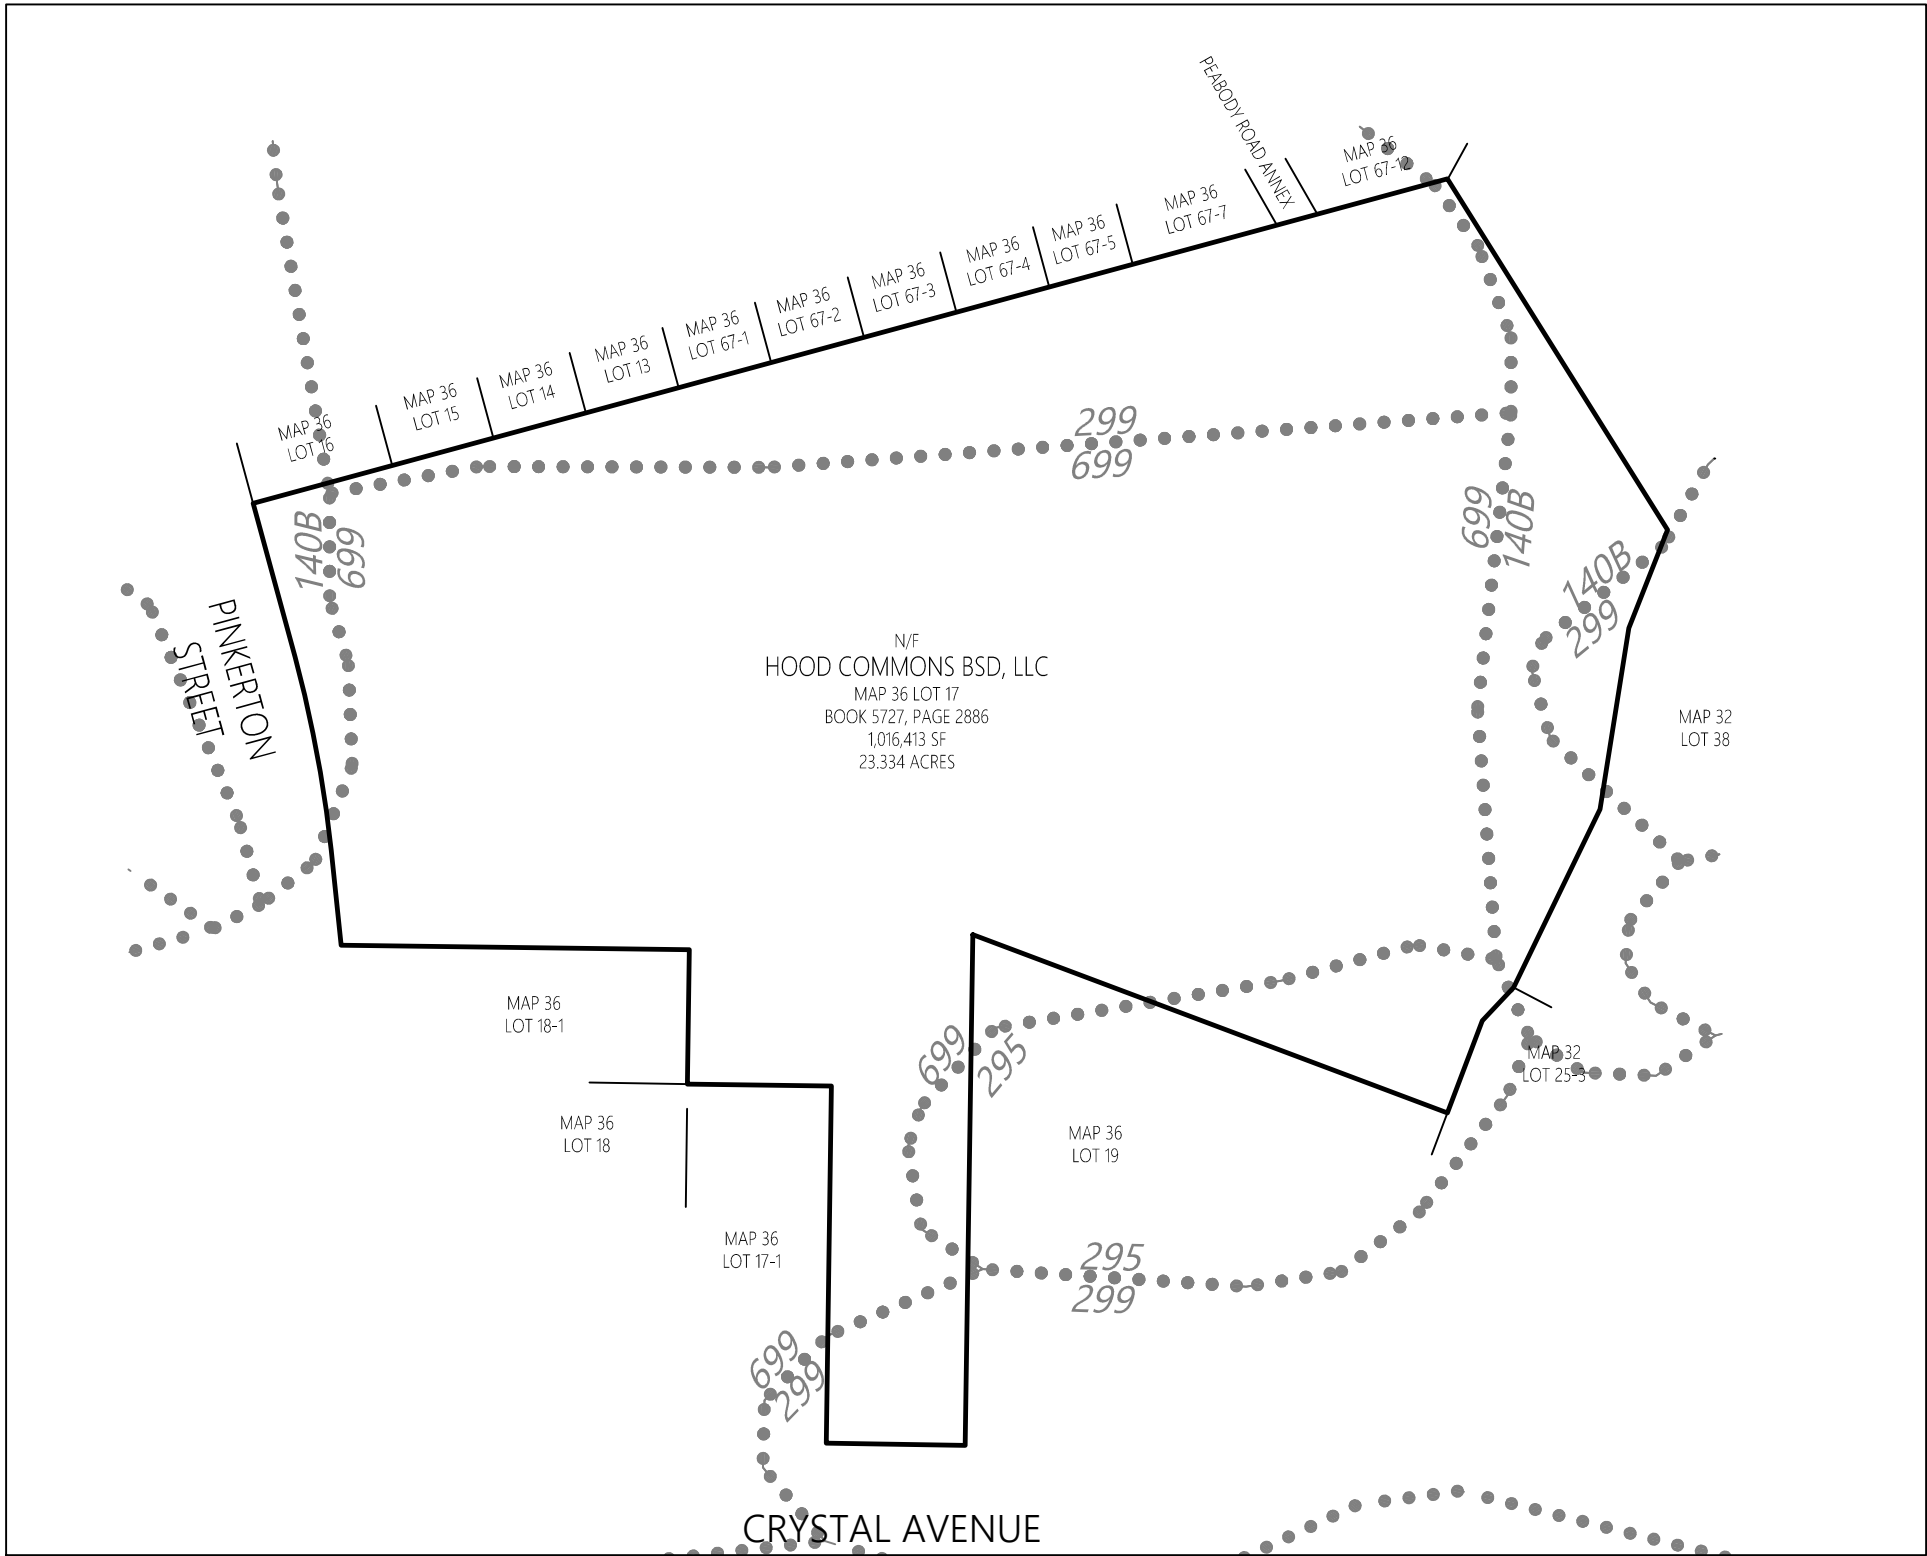 PEABODY ROAD ANNEX
MAP 36
LOT 67-12
MAP 36
LOT 67-7
MAP 36
LOT 67-5
MAP 36
LOT 67-4
MAP 36
LOT 67-3
MAP 36
LOT 67-2
MAP 36
LOT 67-1
MAP 36
LOT 13
MAP 36
LOT 14
MAP 36
LOT 15
MAP 36
LOT 16
299
699
140B
699
699
140B
140B
299
PINKERTON
STREET
N/F
HOOD COMMONS BSD, LLC
MAP 36 LOT 17
BOOK 5727, PAGE 2886
1,016,413 SF
23.334 ACRES
MAP 32
LOT 38
MAP 36
LOT 18-1
699
295
MAP 32
LOT 25-3
MAP 36
LOT 18
MAP 36
LOT 19
MAP 36
LOT 17-1
295
299
699
299
CRYSTAL AVENUE